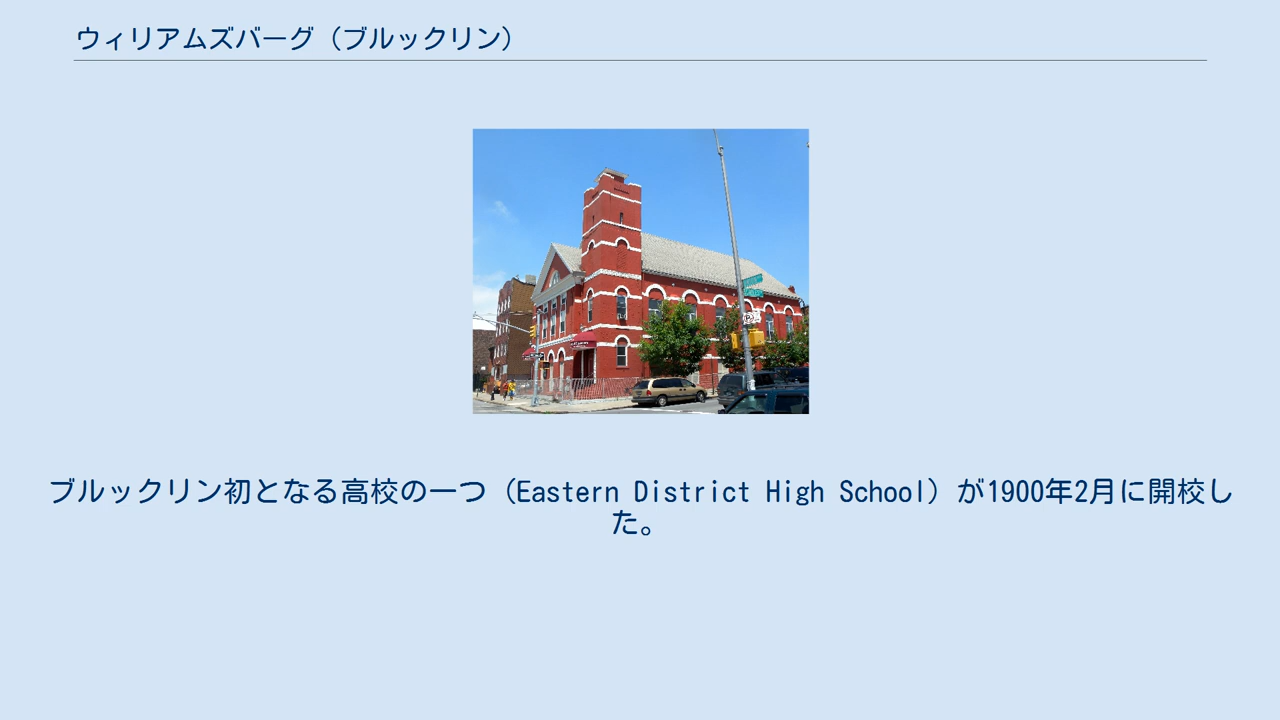 ウィリアムズバーグ（ブルックリン）
ブルックリン初となる高校の一つ（Eastern District High School）が1900年2月に開校し
た。